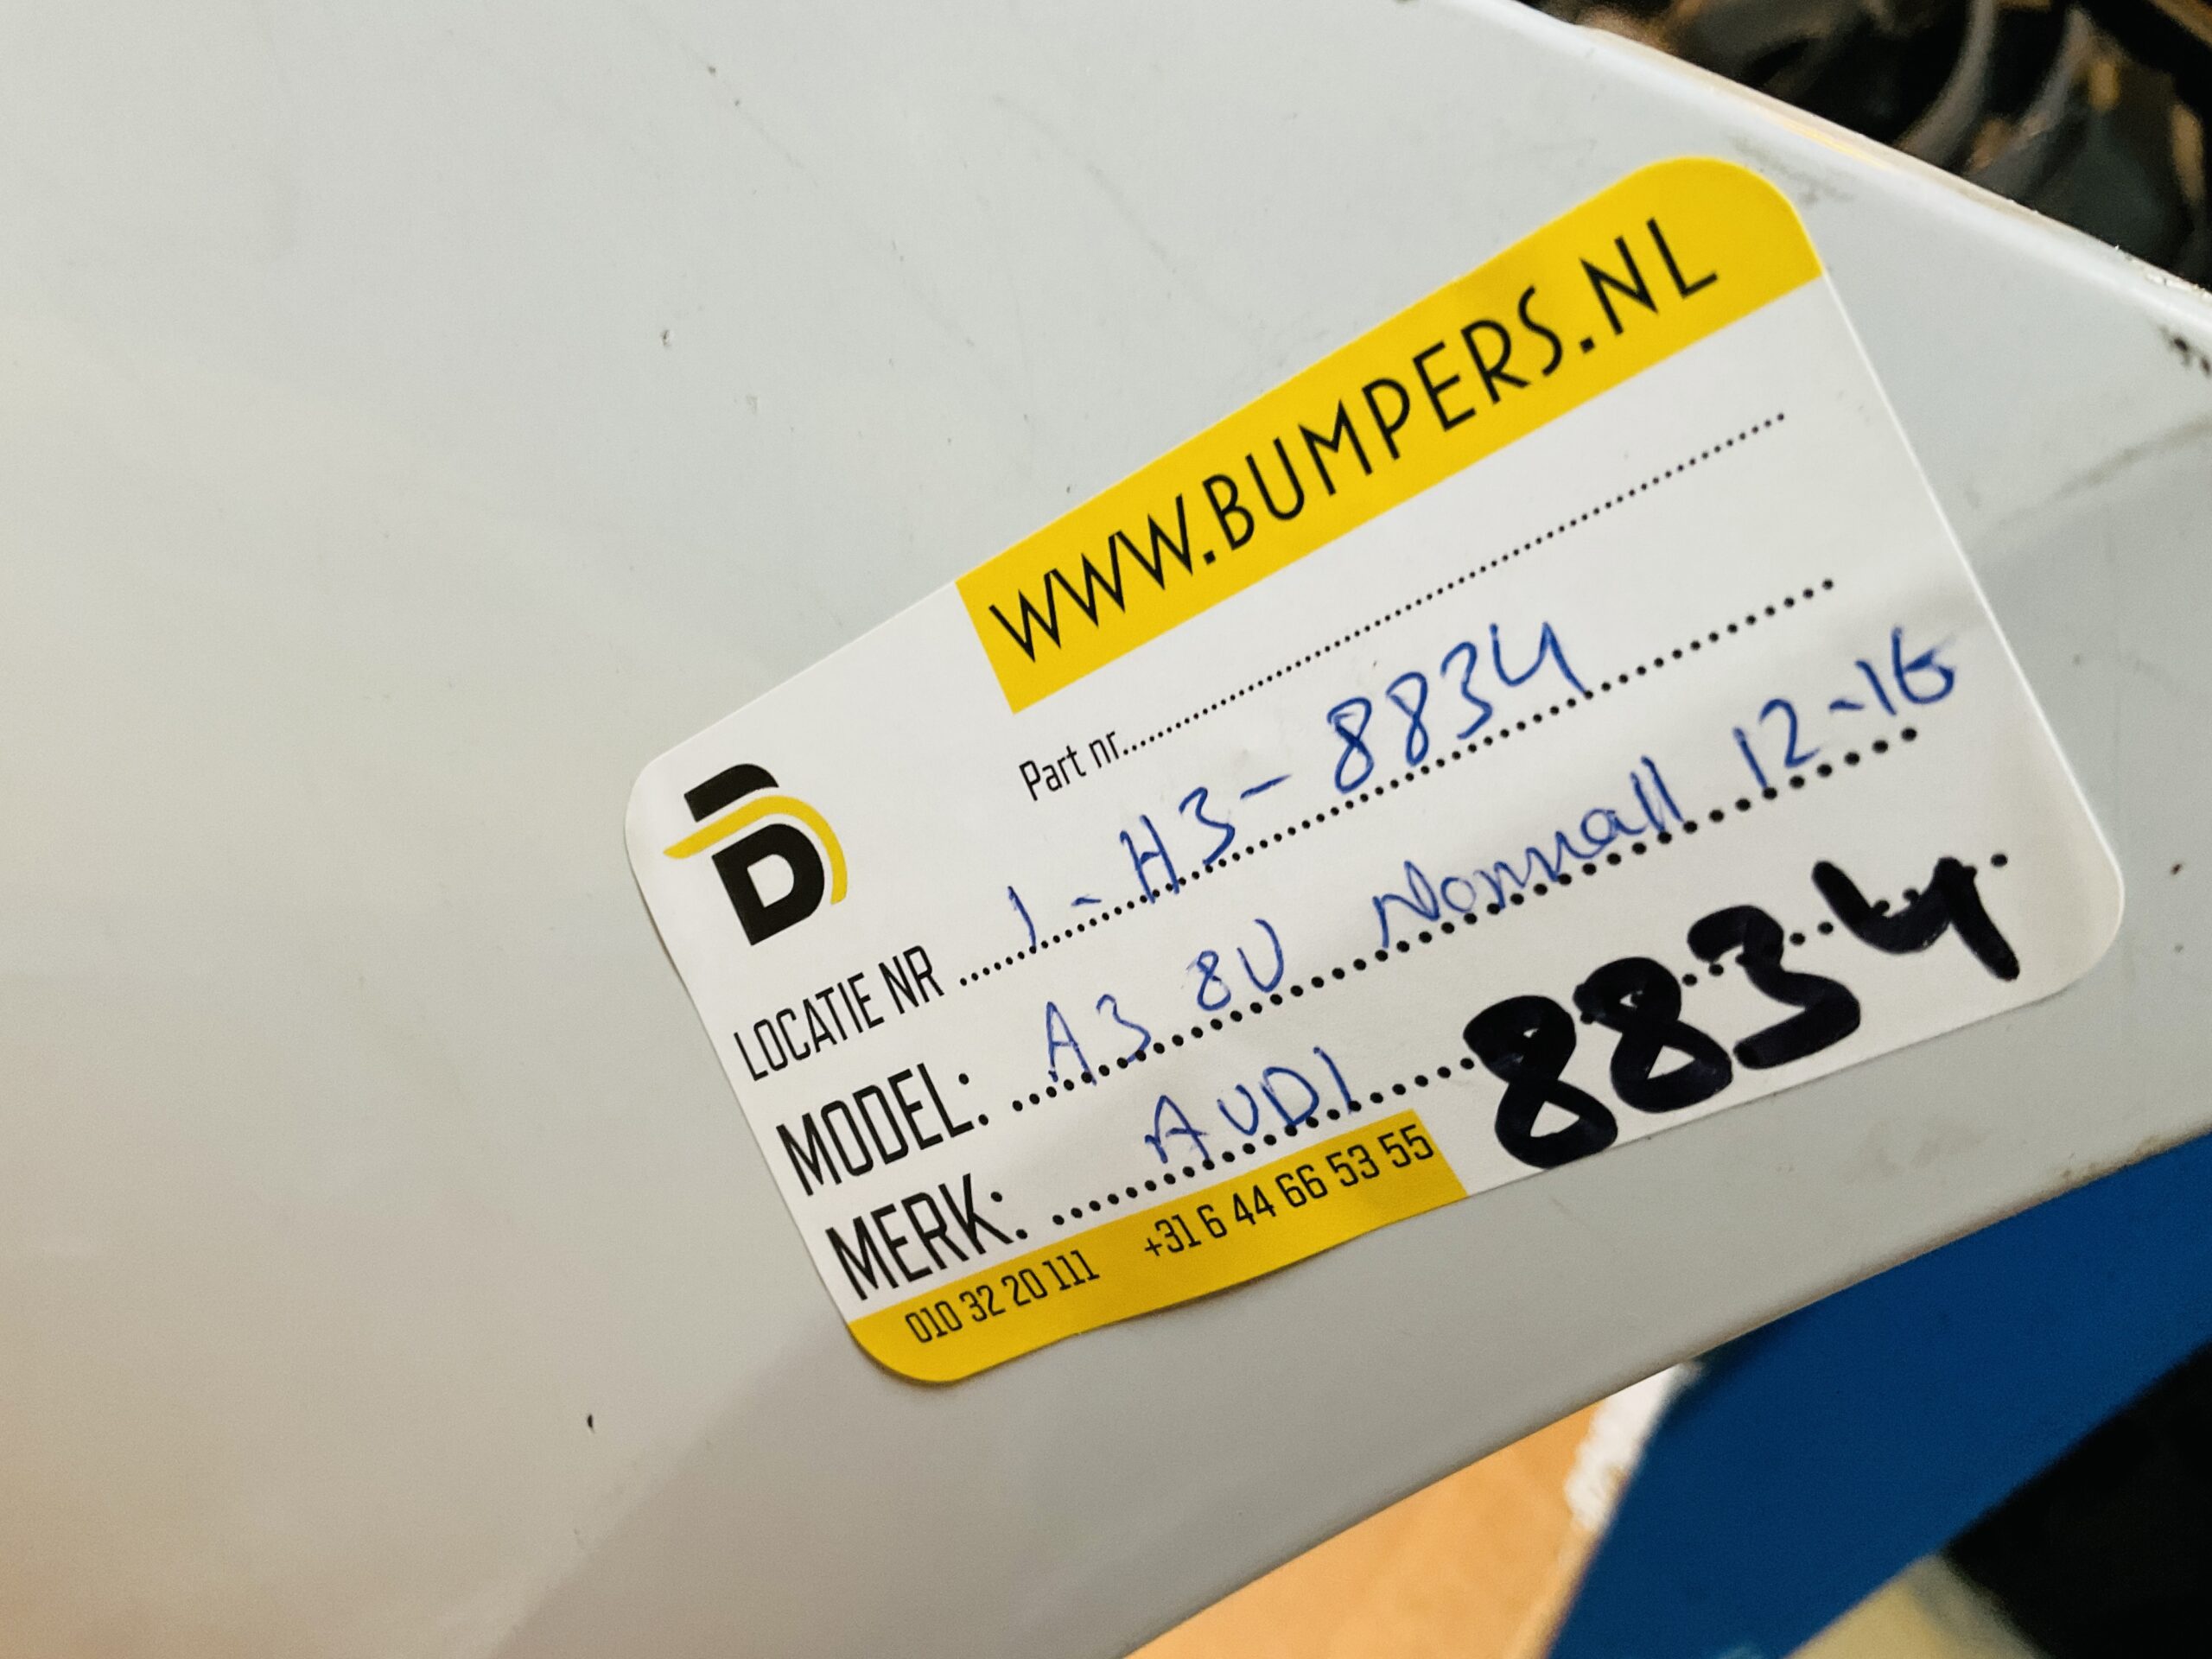 WWW.BUMPERS.NL
Part nr....................
LOCATIE NR ..... 1-H3-8834
MODEL: ..... A3 8V Normall 12-16
MERK: ..... AUDI 8834
010 32 20 111 +31 6 44 66 53 55